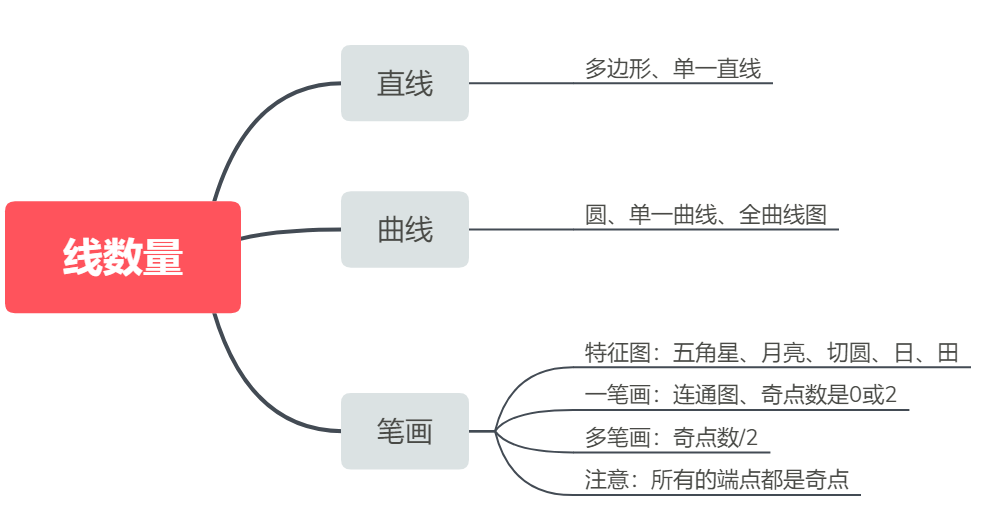 线数量
直线
多边形、单一直线
曲线
圆、单一曲线、全曲线图
笔画
特征图：五角星、月亮、切圆、日、田
一笔画：连通图、奇点数是0或2
多笔画：奇点数/2
注意：所有的端点都是奇点